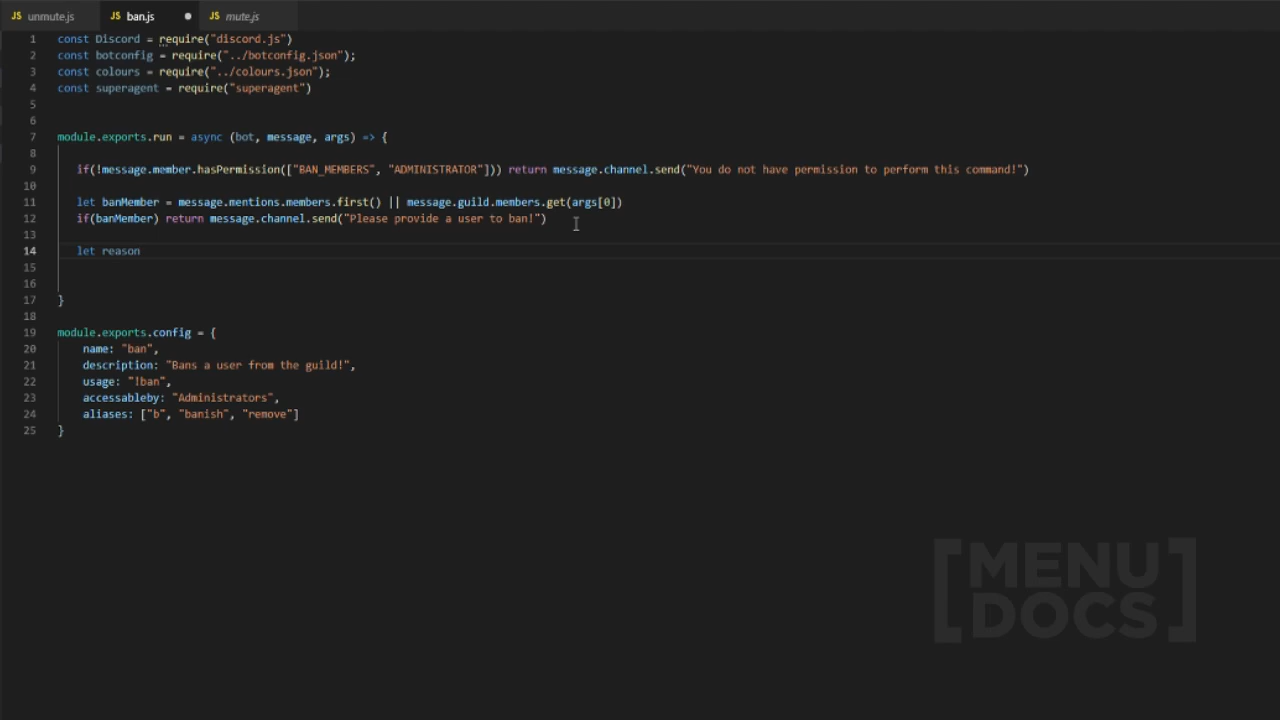 JS unmute.js JS ban.js JS mute.js
1 const Discord = require("discord.js")
2 const botconfig = require("../botconfig.json");
3 const colours = require("../colours.json");
4 const superagent = require("superagent")
5
6
7 module.exports.run = async (bot, message, args) => {
8
9 if(!message.member.hasPermission(["BAN_MEMBERS", "ADMINISTRATOR"])) return message.channel.send("You do not have permission to perform this command!")
10
11 let banMember = message.mentions.members.first() || message.guild.members.get(args[0])
12 if(banMember) return message.channel.send("Please provide a user to ban!")
13
14 let reason
15
16
17 }
18
19 module.exports.config = {
20 name: "ban",
21 description: "Bans a user from the guild!",
22 usage: "!ban",
23 accessableby: "Administrators",
24 aliases: ["b", "banish", "remove"]
25 }
[MENU
DOCS]